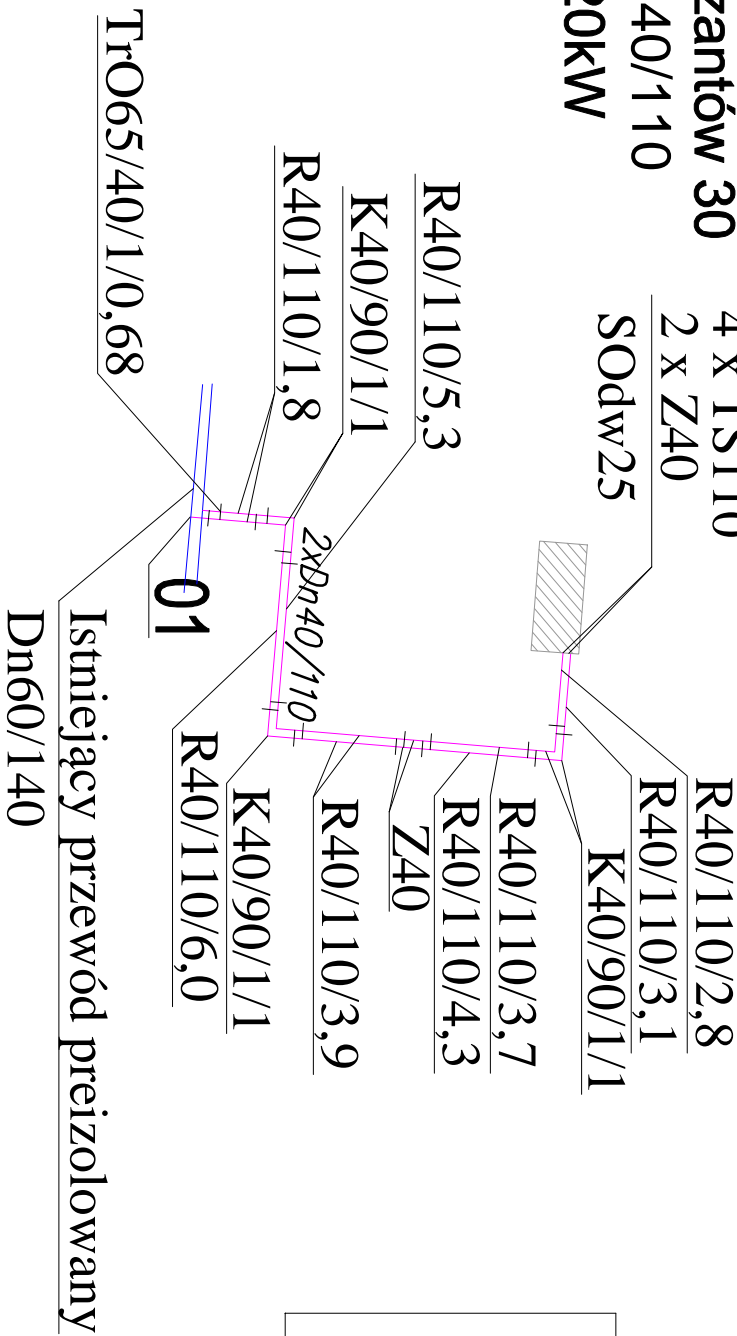 zantów 30
40/110
20kW
4 x TS110
2 x Z40
SOdw25
R40/110/2,8
R40/110/3,1
K40/90/1/1
R40/110/3,7
R40/110/4,3
Z40
R40/110/3,9
K40/90/1/1
R40/110/6,0
R40/110/5,3
K40/90/1/1
R40/110/1,8
2xDn40/110
TrO65/40/1/0,68
01
Istniejący przewód preizolowany
Dn60/140